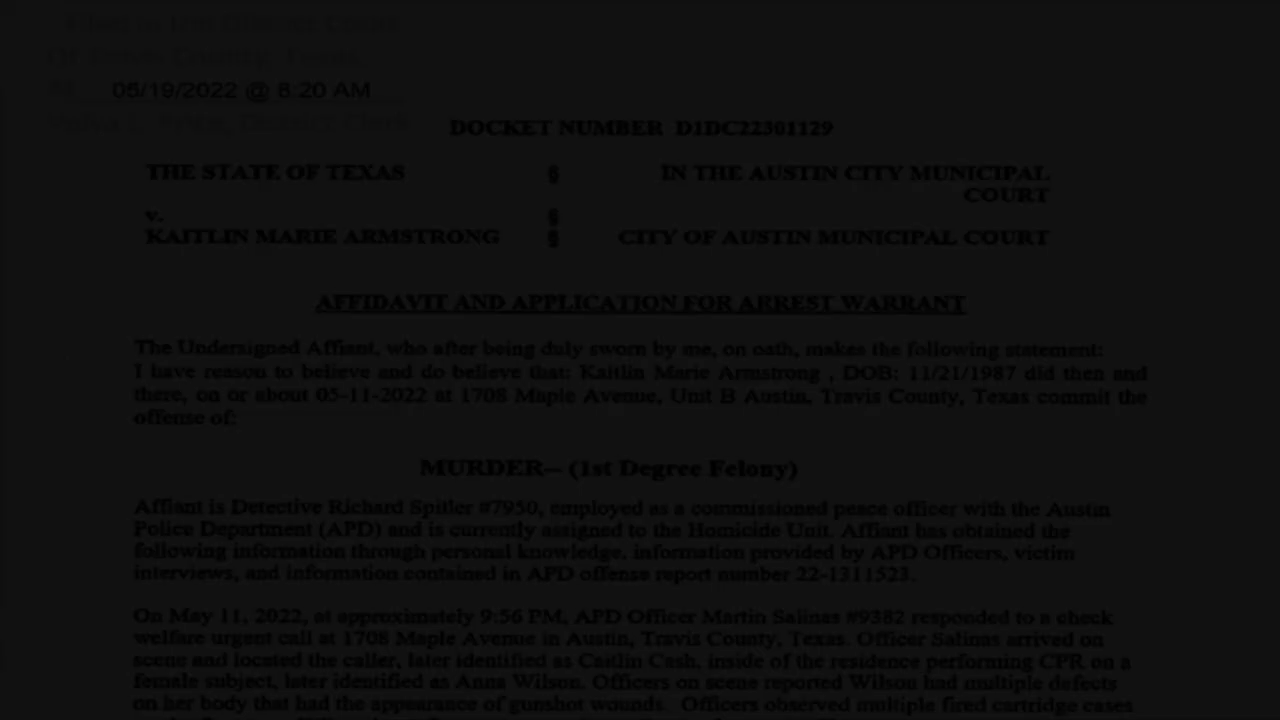 Filed in The District Court
Of Travis County, Texas
05/19/2022 @ 8:20 AM
District Clerk
DOCKET NUMBER D1DC22301129
THE STATE OF TEXAS § IN THE AUSTIN CITY MUNICIPAL
COURT
v. §
KAITLIN MARIE ARMSTRONG § CITY OF AUSTIN MUNICIPAL COURT
AFFIDAVIT AND APPLICATION FOR ARREST WARRANT
The Undersigned Affiant, who after being duly sworn by me, on oath, makes the following statement:
I have reason to believe and do believe that: Kaitlin Marie Armstrong , DOB: 11/21/1987 did then and
there, on or about 05-11-2022 at 1708 Maple Avenue, Unit B Austin, Travis County, Texas commit the
offense of:
MURDER-- (1st Degree Felony)
Affiant is Detective Richard Spitler #7950, employed as a commissioned peace officer with the Austin
Police Department (APD) and is currently assigned to the Homicide Unit. Affiant has obtained the
following information through personal knowledge, information provided by APD Officers, victim
interviews, and information contained in APD offense report number 22-1311523.
On May 11, 2022, at approximately 9:56 PM, APD Officer Martin Salinas #9382 responded to a check
welfare urgent call at 1708 Maple Avenue in Austin, Travis County, Texas. Officer Salinas arrived on
scene and located the caller, later identified as Caitlin Cash, inside of the residence performing CPR on a
female subject, later identified as Anna Wilson. Officers on scene reported Wilson had multiple defects
on her body that had the appearance of gunshot wounds. Officers observed multiple fired cartridge cases